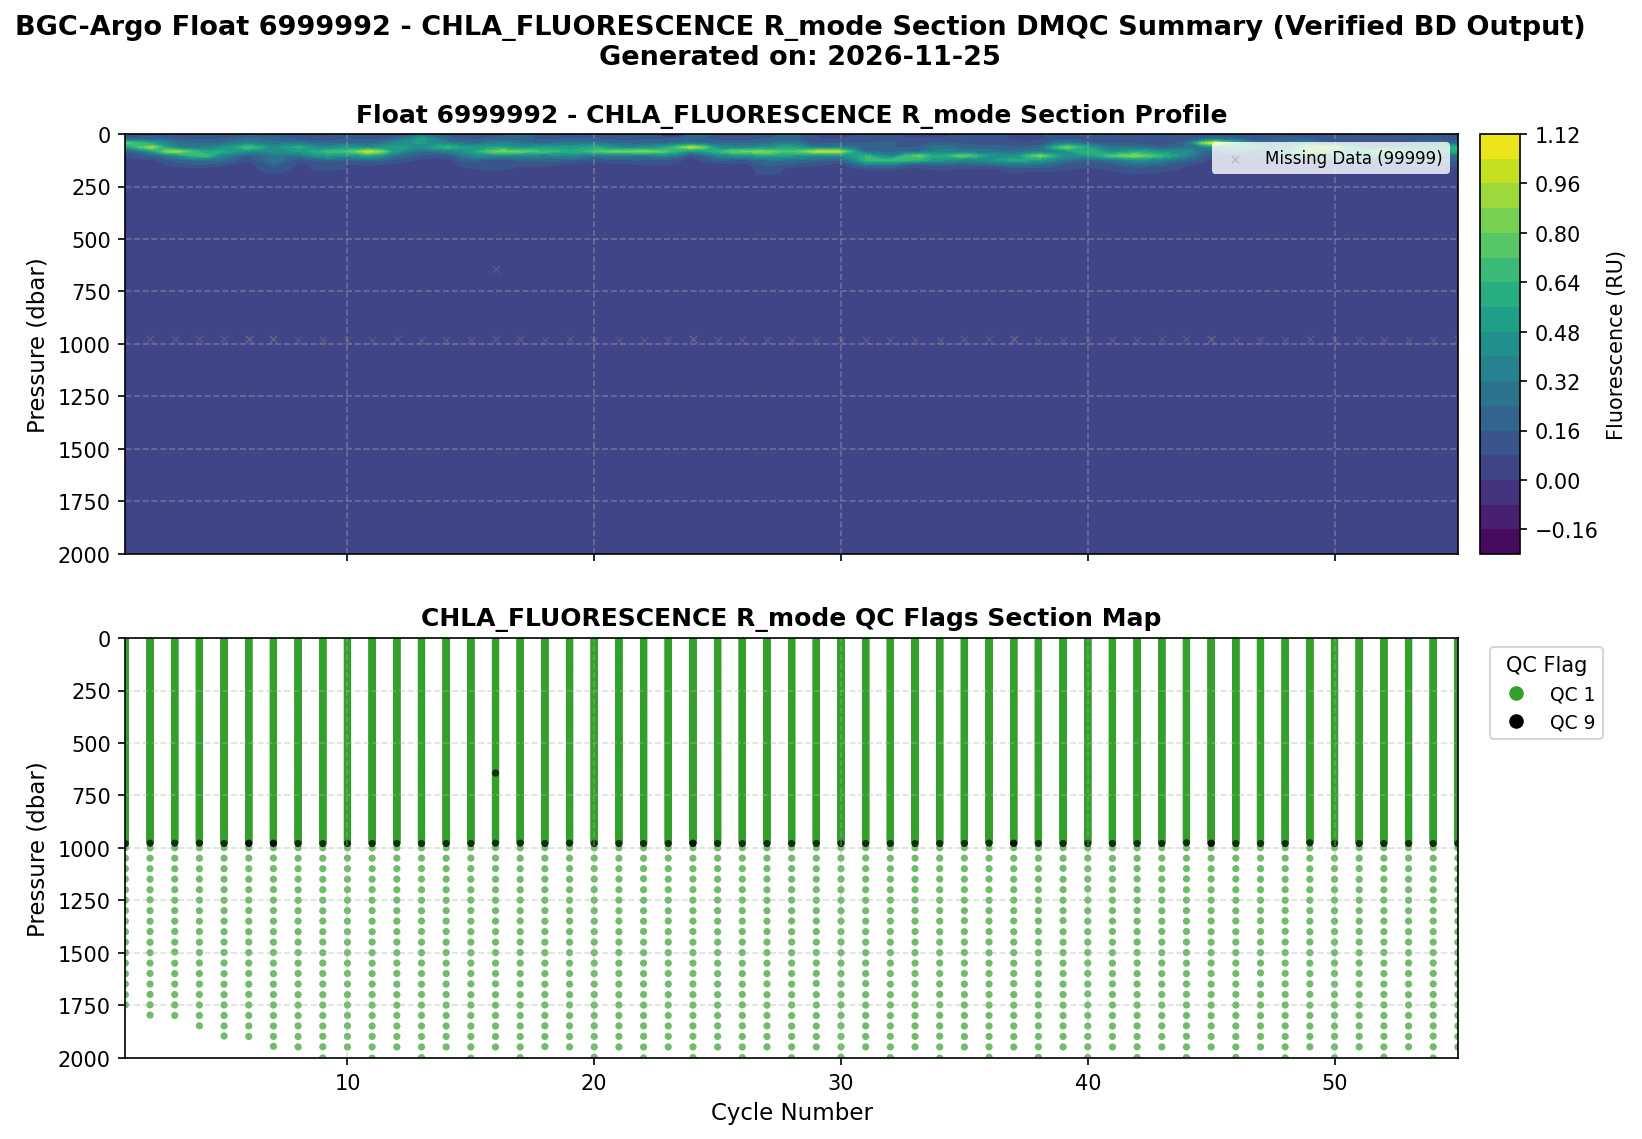 BGC-Argo Float 6999992 - CHLA_FLUORESCENCE R_mode Section DMQC Summary (Verified BD Output)
Generated on: 2026-11-25
Float 6999992 - CHLA_FLUORESCENCE R_mode Section Profile
Pressure (dbar)
0
250
500
750
1000
1250
1500
1750
2000
Missing Data (99999)
1.12
0.96
0.80
0.64
0.48
0.32
0.16
0.00
−0.16
Fluorescence (RU)
CHLA_FLUORESCENCE R_mode QC Flags Section Map
Pressure (dbar)
0
250
500
750
1000
1250
1500
1750
2000
10
20
30
40
50
Cycle Number
QC Flag
QC 1
QC 9